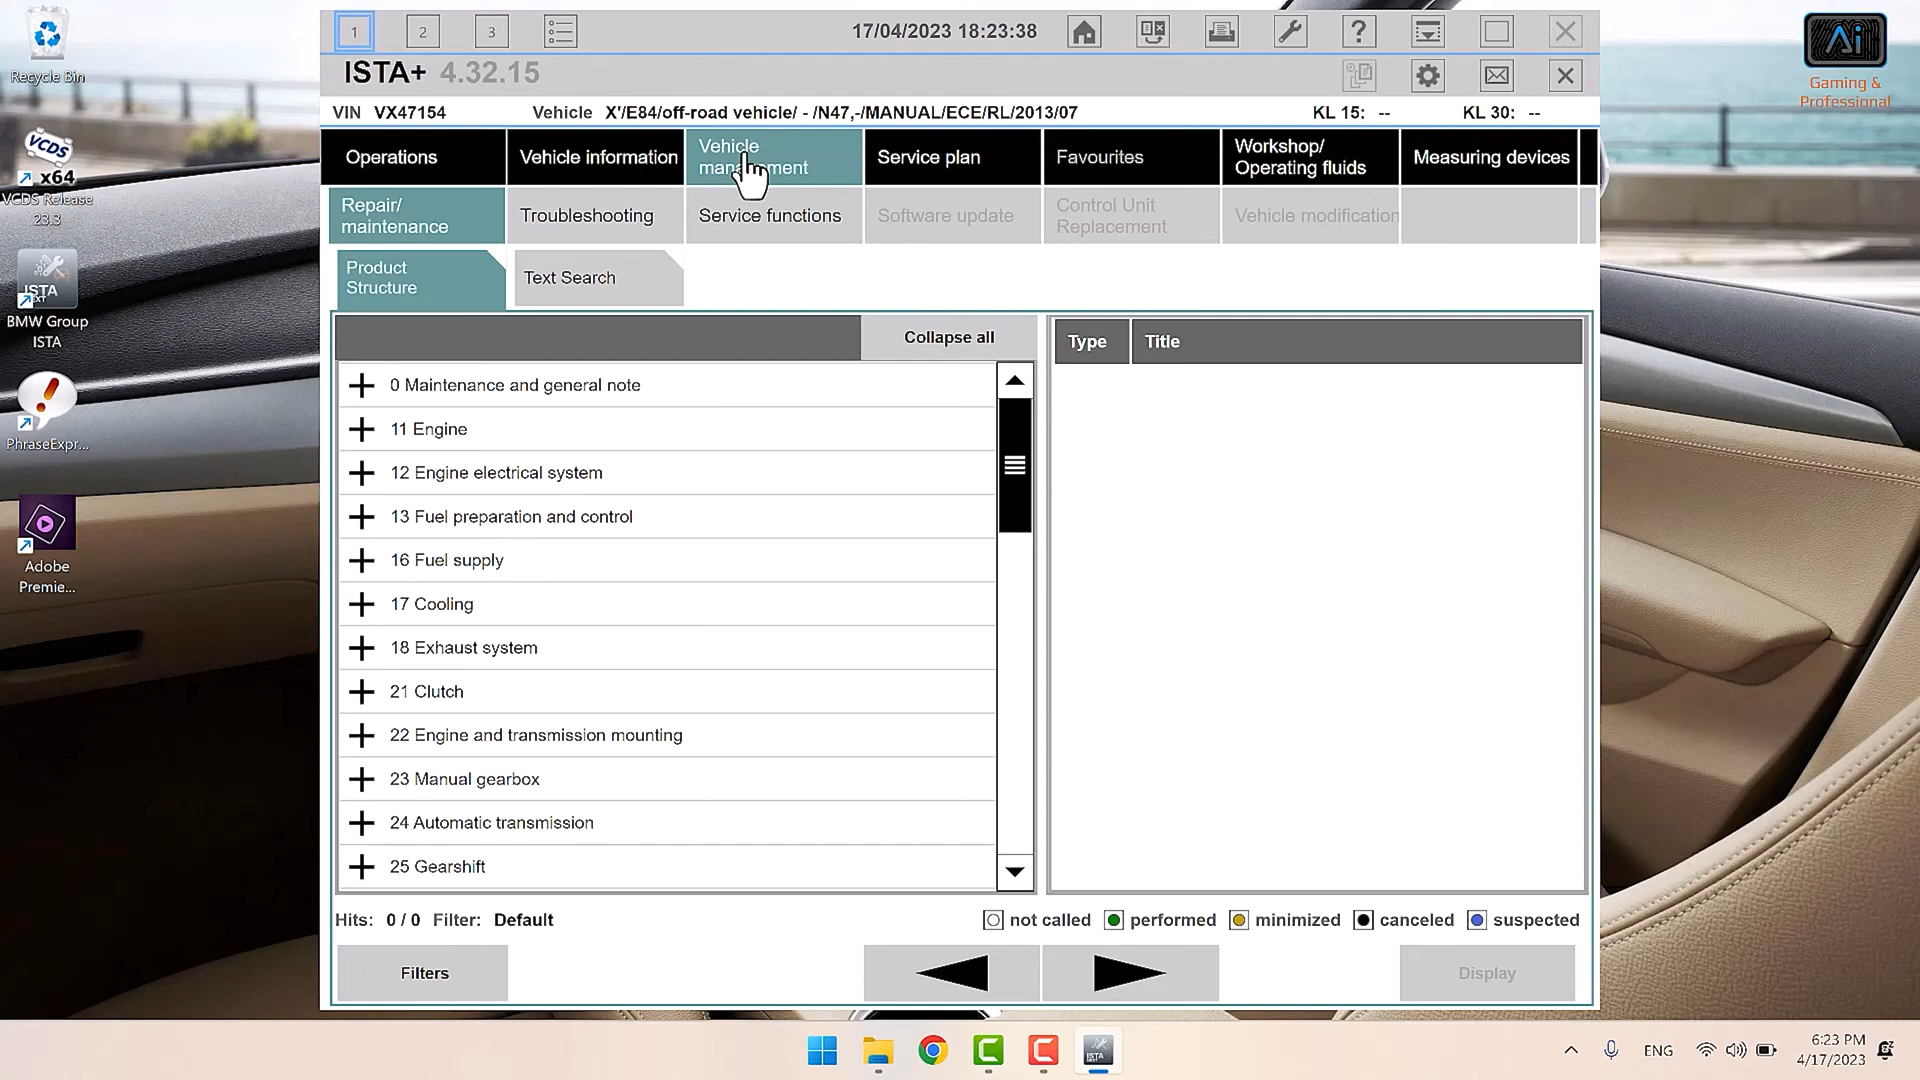 Recycle Bin
VCDS
x64
VCDS Release
23.3
ISTA
BMW Group
ISTA
PhraseExpr...
Adobe
Premie...
Ai
Gaming &
Professional
1 2 3 17/04/2023 18:23:38 ?
ISTA+ 4.32.15
VIN VX47154 Vehicle X'/E84/off-road vehicle/ - /N47,-/MANUAL/ECE/RL/2013/07 KL 15: -- KL 30: --
Operations
Vehicle information
Vehicle
management
Service plan
Favourites
Workshop/
Operating fluids
Measuring devices
Repair/
maintenance
Troubleshooting
Service functions
Software update
Control Unit
Replacement
Vehicle modification
Product
Structure
Text Search
Collapse all
Type Title
0 Maintenance and general note
11 Engine
12 Engine electrical system
13 Fuel preparation and control
16 Fuel supply
17 Cooling
18 Exhaust system
21 Clutch
22 Engine and transmission mounting
23 Manual gearbox
24 Automatic transmission
25 Gearshift
Hits: 0 / 0 Filter: Default not called performed minimized canceled suspected
Filters
Display
ENG
6:23 PM
4/17/2023